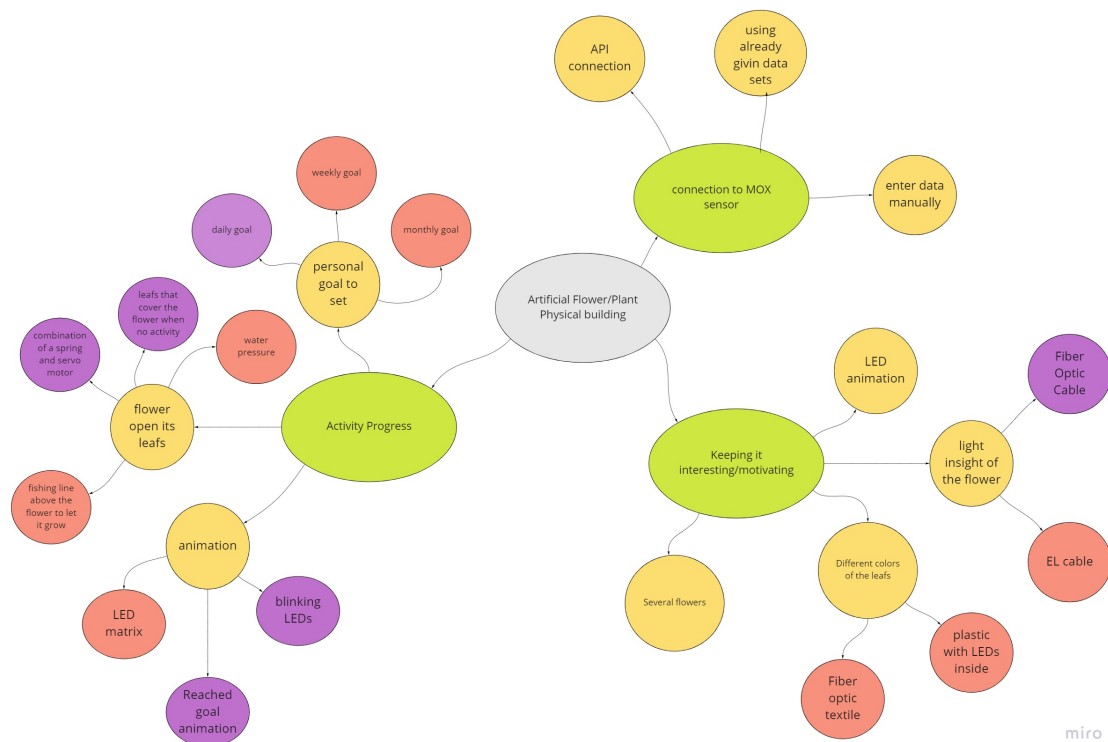 API
connection
using
already
givin data
sets
connection to MOX
sensor
enter data
manually
weekly goal
daily goal
monthly goal
personal
goal to
set
Artificial Flower/Plant
Physical building
leafs that
cover the
flower when
no activity
combination
of a spring
and servo
motor
water
pressure
flower
open its
leafs
fishing line
above the
flower to let
it grow
Activity Progress
animation
LED
matrix
blinking
LEDs
Reached
goal
animation
LED
animation
Fiber
Optic
Cable
Keeping it
interesting/motivating
light
insight of
the flower
EL cable
Different colors
of the leafs
Several flowers
plastic
with LEDs
inside
Fiber
optic
textile
miro